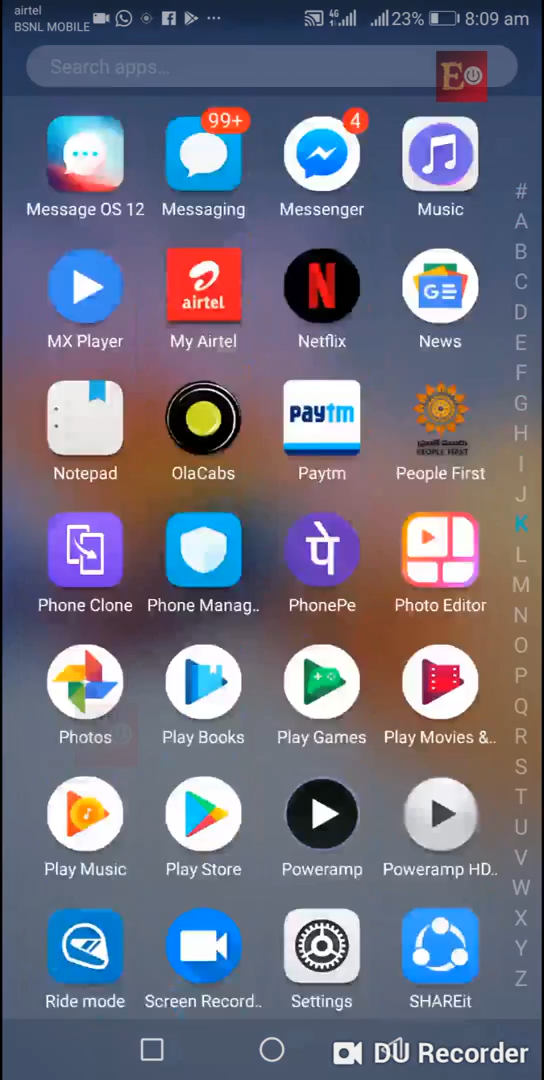 airtel
BSNL MOBILE
4G
23%
8:09 am
Search apps...
E
99+
4
Message OS 12
Messaging
Messenger
Music
#
A
B
C
D
E
F
G
H
I
J
K
L
M
N
O
P
Q
R
S
T
U
V
W
X
Y
Z
airtel
N
GE
MX Player
My Airtel
Netflix
News
paytm
PEOPLE FIRST
Notepad
OlaCabs
Paytm
People First
पे
Phone Clone
Phone Manag..
PhonePe
Photo Editor
Photos
Play Books
Play Games
Play Movies &..
Play Music
Play Store
Poweramp
Poweramp HD..
Ride mode
Screen Record..
Settings
SHAREit
DU Recorder